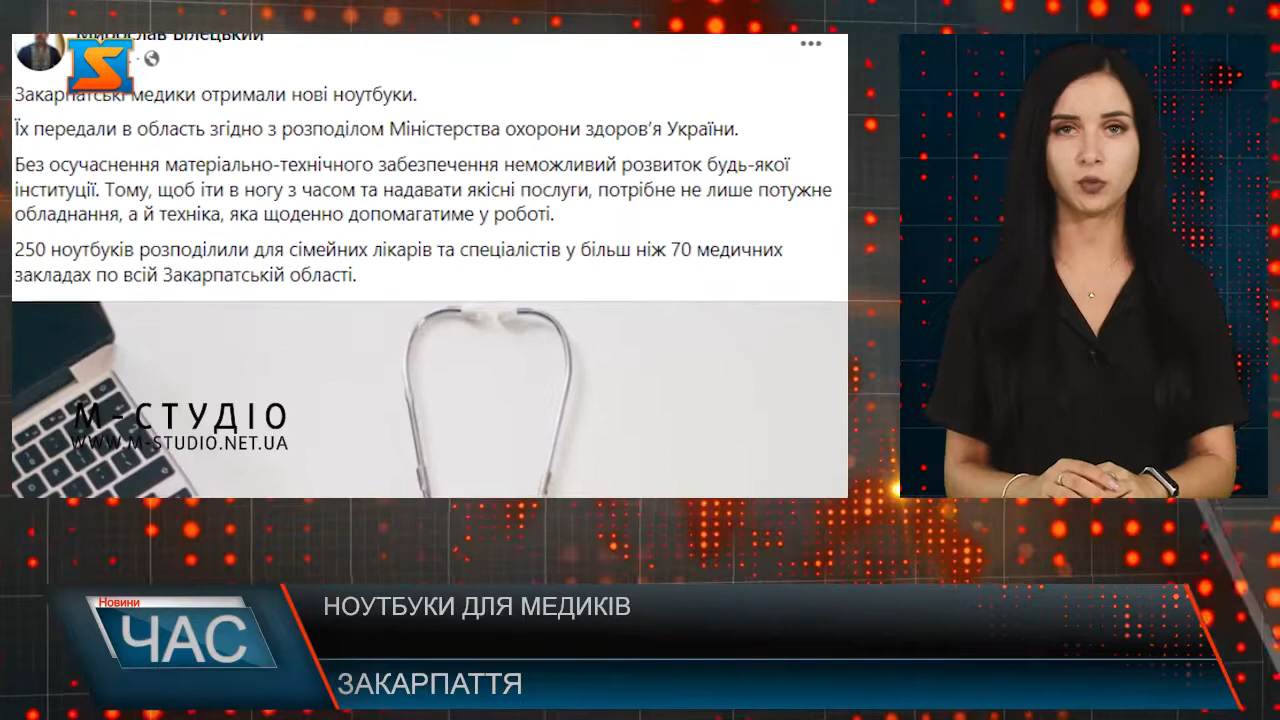 Мирослав Білецький
Закарпатські медики отримали нові ноутбуки.
Їх передали в область згідно з розподілом Міністерства охорони здоров’я України.
Без осучаснення матеріально-технічного забезпечення неможливий розвиток будь-якої
інституції. Тому, щоб іти в ногу з часом та надавати якісні послуги, потрібне не лише потужне
обладнання, а й техніка, яка щоденно допомагатиме у роботі.
250 ноутбуків розподілили для сімейних лікарів та спеціалістів у більш ніж 70 медичних
закладах по всій Закарпатській області.
М-СТУДІО
WWW.M-STUDIO.NET.UA
Новини
ЧАС
НОУТБУКИ ДЛЯ МЕДИКІВ
ЗАКАРПАТТЯ